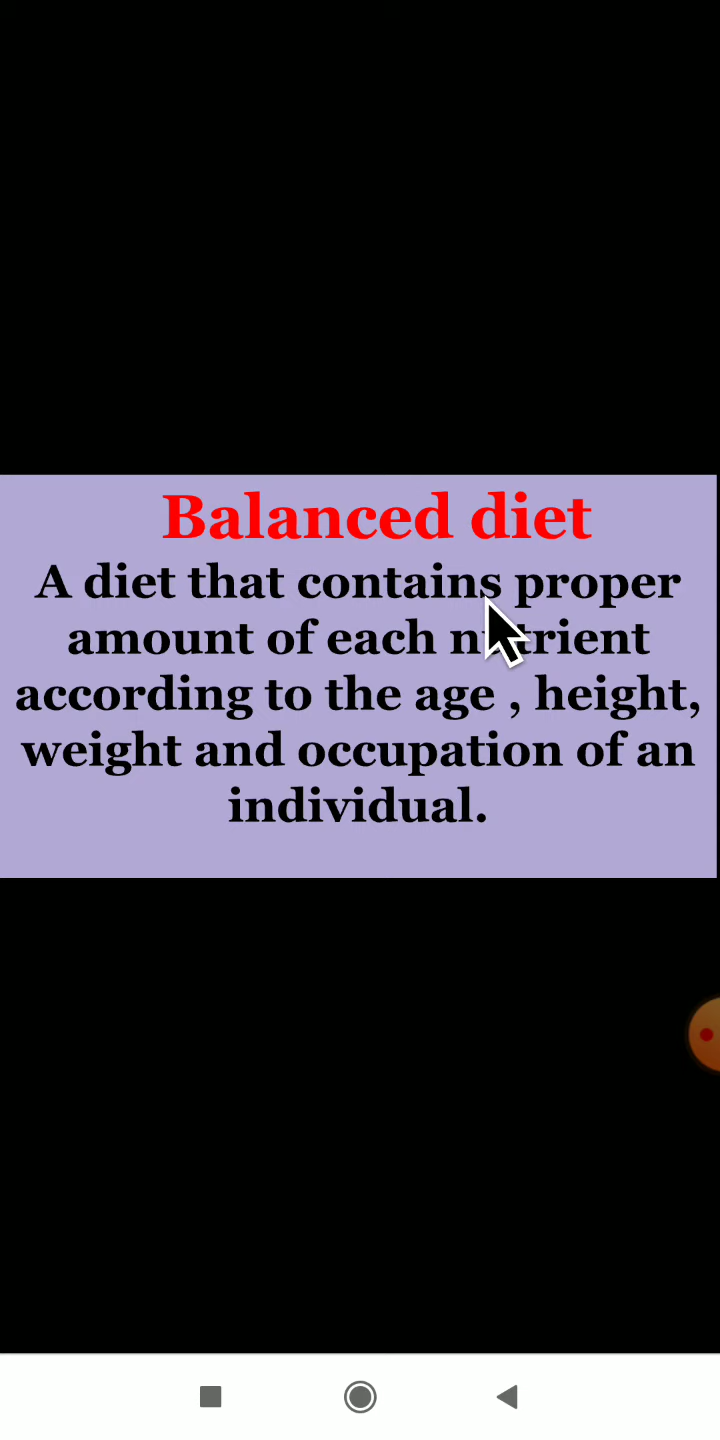 Balanced diet
A diet that contains proper
amount of each nutrient
according to the age , height,
weight and occupation of an
individual.